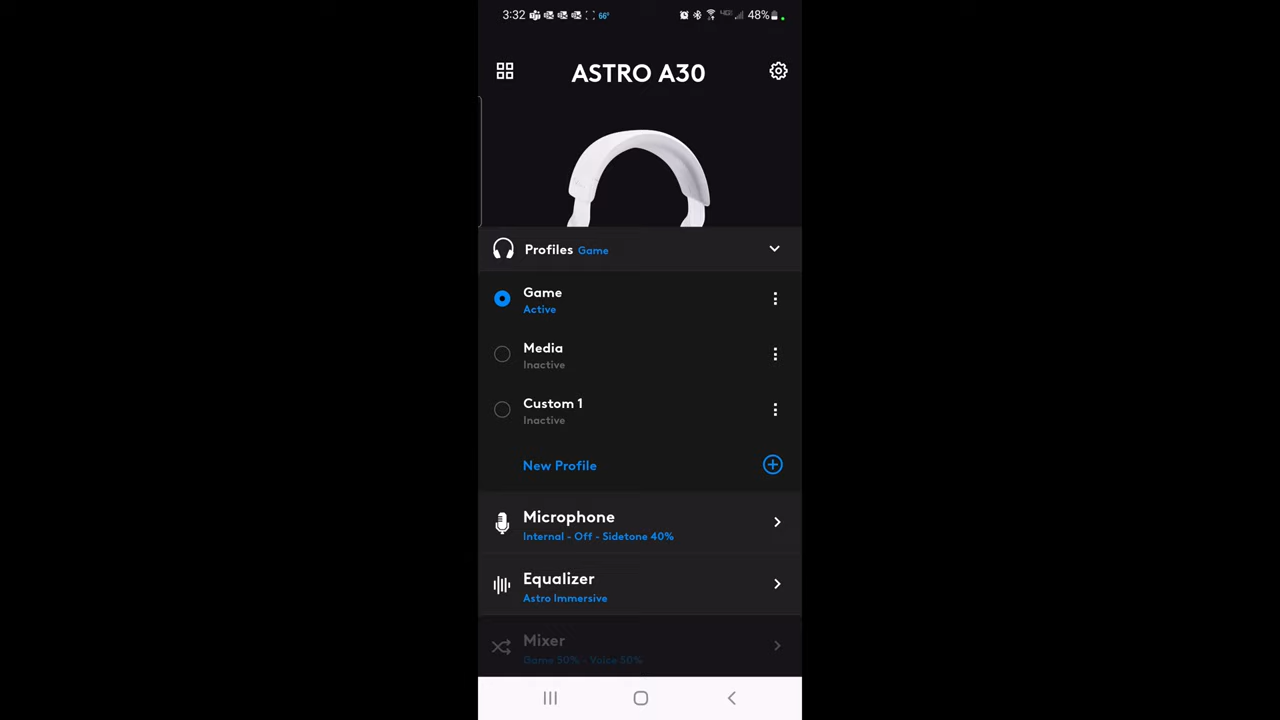 3:32 66° 48%
ASTRO A30
Profiles Game
Game
Active
Media
Inactive
Custom 1
Inactive
New Profile
Microphone
Internal - Off - Sidetone 40%
Equalizer
Astro Immersive
Mixer
Game 50% - Voice 50%